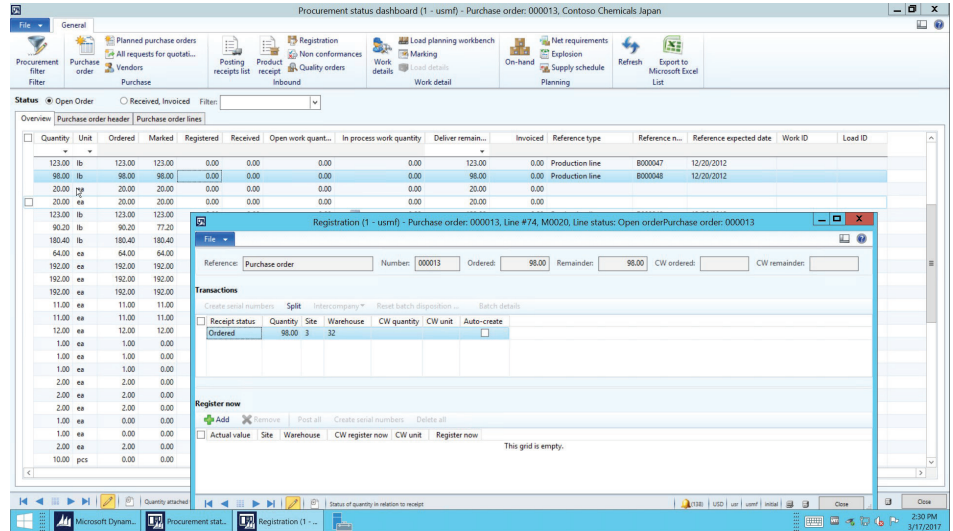 Procurement status dashboard (1 - usmf) - Purchase order: 000013, Contoso Chemicals Japan
File General
Procurement filter
Purchase order
Planned purchase orders
All requests for quotati...
Vendors
Posting receipts list
Product receipt
Registration
Non conformances
Quality orders
Work details
Load planning workbench
Marking
Load details
On-hand
Net requirements
Explosion
Supply schedule
Refresh
Export to Microsoft Excel
Filter Purchase Inbound Work detail Planning List
Status Open Order Received, Invoiced Filter:
Overview Purchase order header Purchase order lines
Quantity Unit Ordered Marked Registered Received Open work quant... In process work quantity Deliver remain... Invoiced Reference type Reference n... Reference expected date Work ID Load ID
123.00 lb 123.00 123.00 0.00 0.00 0.00 0.00 123.00 0.00 Production line B000047 12/20/2012
98.00 lb 98.00 98.00 0.00 0.00 0.00 0.00 98.00 0.00 Production line B000048 12/20/2012
20.00 20.00 20.00 0.00 0.00 0.00 0.00 20.00 0.00
20.00 ea 20.00 20.00 0.00 0.00 0.00 0.00 20.00 0.00
123.00 lb 123.00 123.00
90.20 lb 90.20 77.20
180.40 lb 180.40 180.40
64.00 ea 64.00 64.00
192.00 ea 192.00 192.00
192.00 ea 192.00 192.00
192.00 ea 192.00 192.00
11.00 ea 11.00 11.00
11.00 ea 11.00 11.00
12.00 ea 12.00 12.00
1.00 ea 1.00 0.00
1.00 ea 1.00 0.00
1.00 ea 1.00 0.00
2.00 ea 2.00 0.00
2.00 ea 2.00 0.00
2.00 ea 2.00 0.00
1.00 ea 0.00 0.00
1.00 ea 0.00 0.00
2.00 ea 2.00 0.00
10.00 pcs 0.00 0.00
Registration (1 - usmf) - Purchase order: 000013, Line #74, M0020, Line status: Open orderPurchase order: 000013
File
Reference: Purchase order Number: 000013 Ordered: 98.00 Remainder: 98.00 CW ordered: CW remainder:
Transactions
Create serial numbers Split Intercompany Reset batch disposition ... Batch details
Receipt status Quantity Site Warehouse CW quantity CW unit Auto-create
Ordered 98.00 3 32
Register now
Add Remove Post all Create serial numbers Delete all
Actual value Site Warehouse CW register now CW unit Register now
This grid is empty.
Status of quantity in relation to receipt (138) USD usr usmf initial Close
Quantity attached Close
Microsoft Dynam... Procurement stat... Registration (1 - ...
2:30 PM
3/17/2017